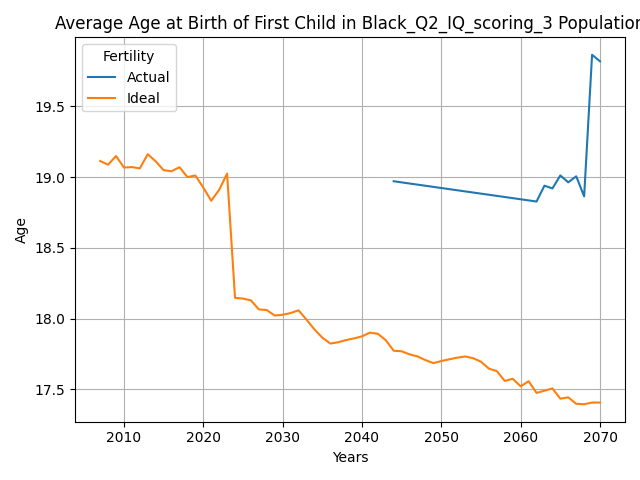 Average Age at Birth of First Child in Black_Q2_IQ_scoring_3 Population
Fertility
Actual
Ideal
19.5
19.0
18.5
18.0
17.5
Age
2010 2020 2030 2040 2050 2060 2070
Years